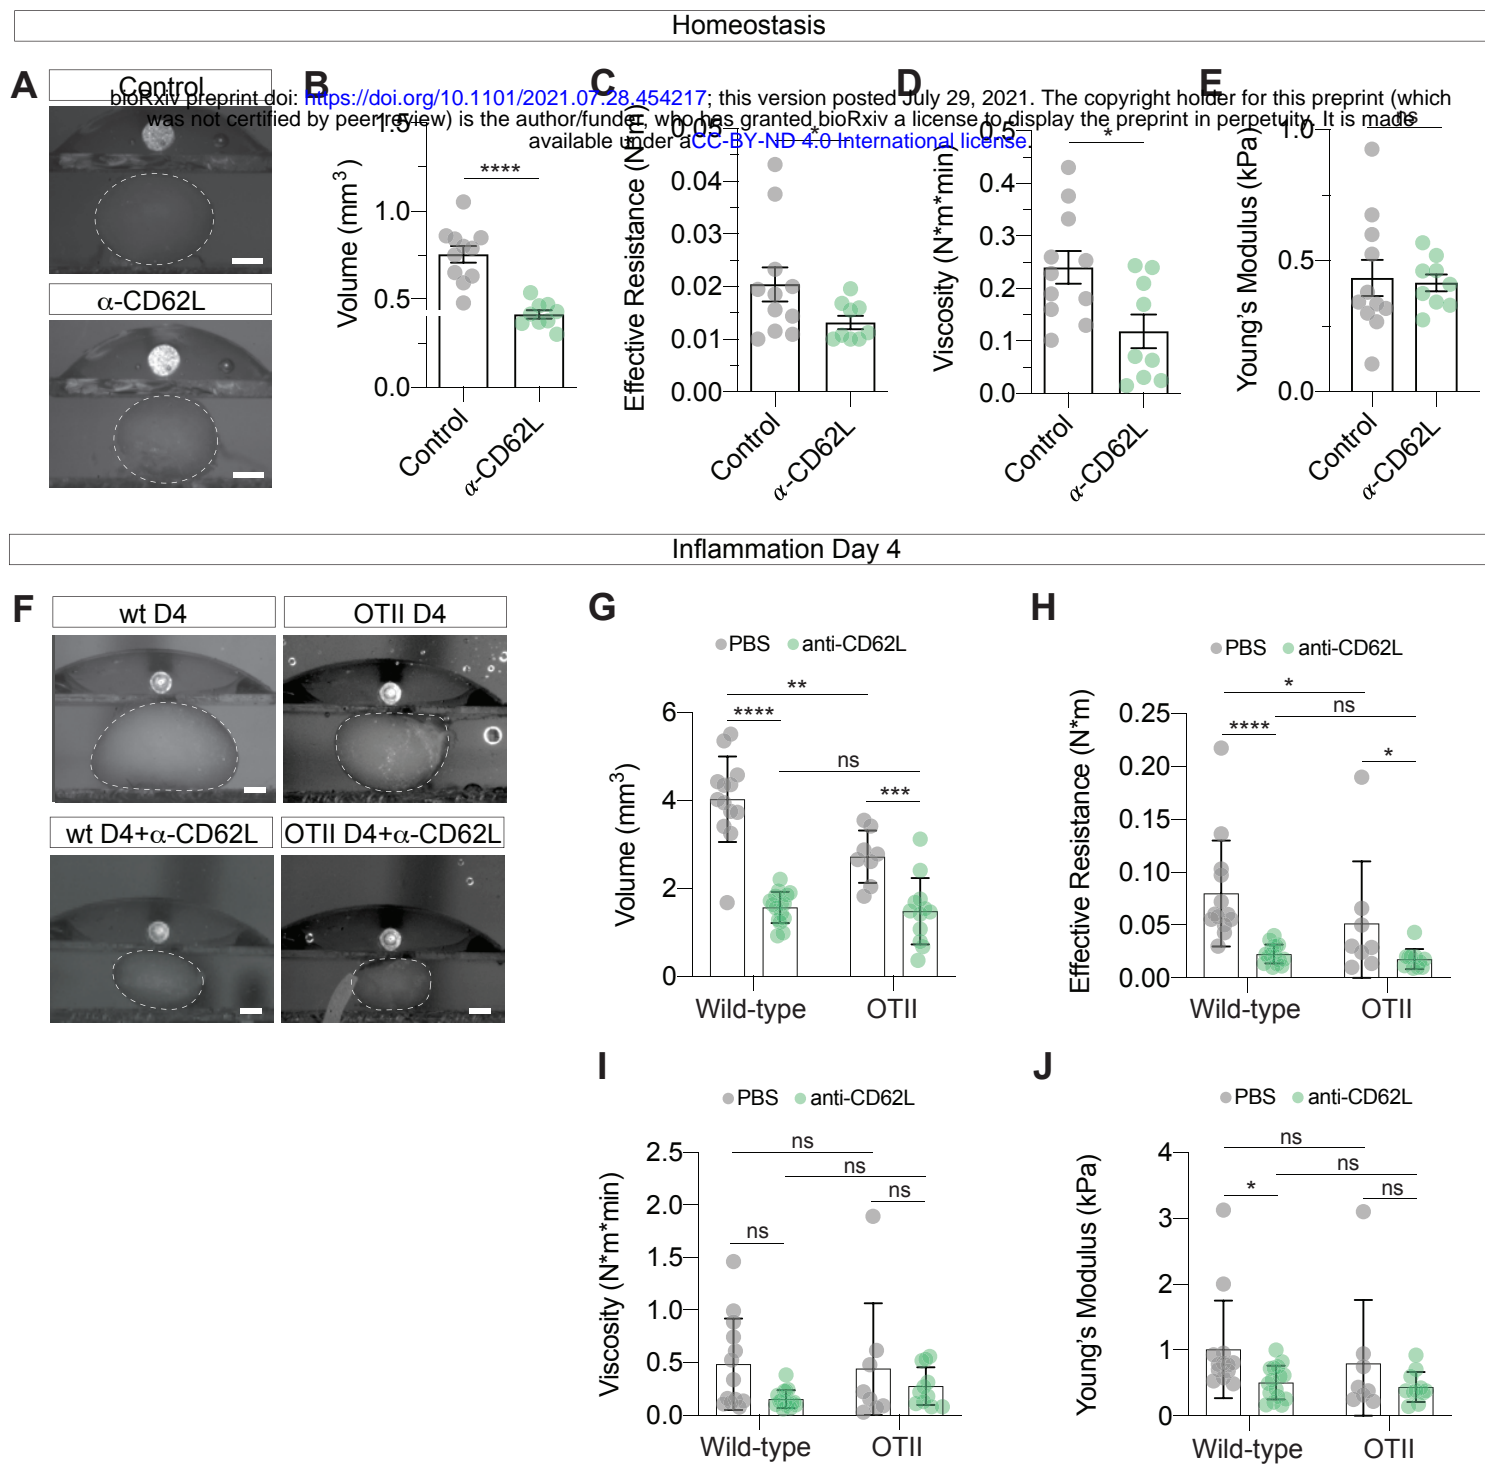 Homeostasis
A
Control
B
C
D
E
bioRxiv preprint doi: https://doi.org/10.1101/2021.07.28.454217; this version posted July 29, 2021. The copyright holder for this preprint (which
was not certified by peer review) is the author/funder, who has granted bioRxiv a license to display the preprint in perpetuity. It is made
available under aCC-BY-ND 4.0 International license.
α-CD62L
Volume (mm³)
1.5
1.0
0.5
0.0
****
Control
α-CD62L
Effective Resistance (N*m)
0.05
0.04
0.03
0.02
0.01
0.00
*
Control
α-CD62L
Viscosity (N*m*min)
0.5
0.4
0.3
0.2
0.1
0.0
*
Control
α-CD62L
Young's Modulus (kPa)
1.0
0.5
0.0
ns
Control
α-CD62L
Inflammation Day 4
F
wt D4
OTII D4
wt D4+α-CD62L
OTII D4+α-CD62L
G
PBS
anti-CD62L
Volume (mm³)
6
4
2
0
**
****
ns
***
Wild-type
OTII
H
PBS
anti-CD62L
Effective Resistance (N*m)
0.25
0.20
0.15
0.10
0.05
0.00
*
ns
****
*
Wild-type
OTII
I
PBS
anti-CD62L
Viscosity (N*m*min)
2.5
2.0
1.5
1.0
0.5
0.0
ns
ns
ns
ns
Wild-type
OTII
J
PBS
anti-CD62L
Young's Modulus (kPa)
4
3
2
1
0
ns
ns
*
ns
Wild-type
OTII